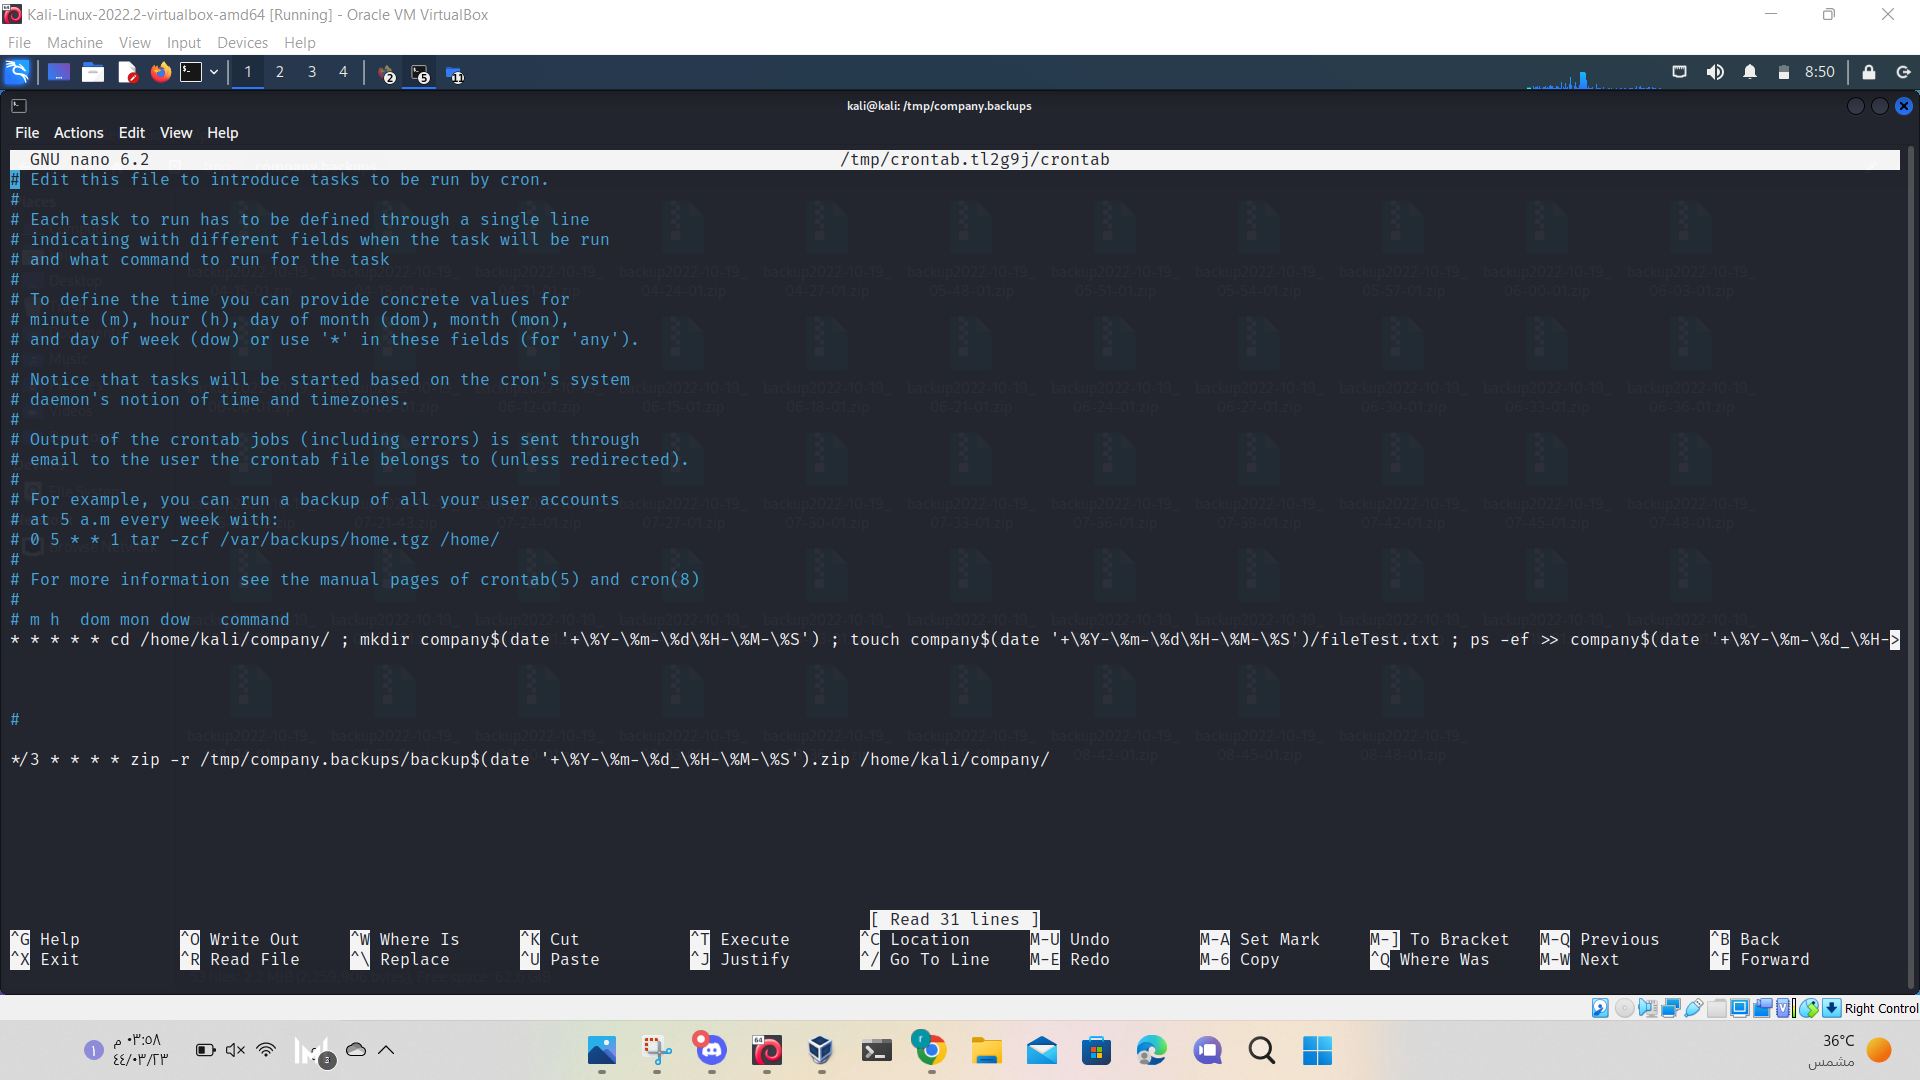 Kali-Linux-2022.2-virtualbox-amd64 [Running] - Oracle VM VirtualBox
File Machine View Input Devices Help
1 2 3 4 2 5 11 8:50
kali@kali: /tmp/company.backups
File Actions Edit View Help
GNU nano 6.2 /tmp/crontab.tl2g9j/crontab
# Edit this file to introduce tasks to be run by cron.
#
# Each task to run has to be defined through a single line
# indicating with different fields when the task will be run
# and what command to run for the task
#
# To define the time you can provide concrete values for
# minute (m), hour (h), day of month (dom), month (mon),
# and day of week (dow) or use '*' in these fields (for 'any').
#
# Notice that tasks will be started based on the cron's system
# daemon's notion of time and timezones.
#
# Output of the crontab jobs (including errors) is sent through
# email to the user the crontab file belongs to (unless redirected).
#
# For example, you can run a backup of all your user accounts
# at 5 a.m every week with:
# 0 5 * * 1 tar -zcf /var/backups/home.tgz /home/
#
# For more information see the manual pages of crontab(5) and cron(8)
#
# m h  dom mon dow   command
* * * * * cd /home/kali/company/ ; mkdir company$(date '+\%Y-\%m-\%d\%H-\%M-\%S') ; touch company$(date '+\%Y-\%m-\%d\%H-\%M-\%S')/fileTest.txt ; ps -ef >> company$(date '+\%Y-\%m-\%d_\%H->
#
*/3 * * * * zip -r /tmp/company.backups/backup$(date '+\%Y-\%m-\%d_\%H-\%M-\%S').zip /home/kali/company/
[ Read 31 lines ]
^G Help ^O Write Out ^W Where Is ^K Cut ^T Execute ^C Location M-U Undo M-A Set Mark M-] To Bracket M-Q Previous ^B Back
^X Exit ^R Read File ^\ Replace ^U Paste ^J Justify ^/ Go To Line M-E Redo M-6 Copy ^Q Where Was M-W Next ^F Forward
Right Control
٠٣:٥٨ م
٤٤/٠٣/٢٣
36°C
مشمس